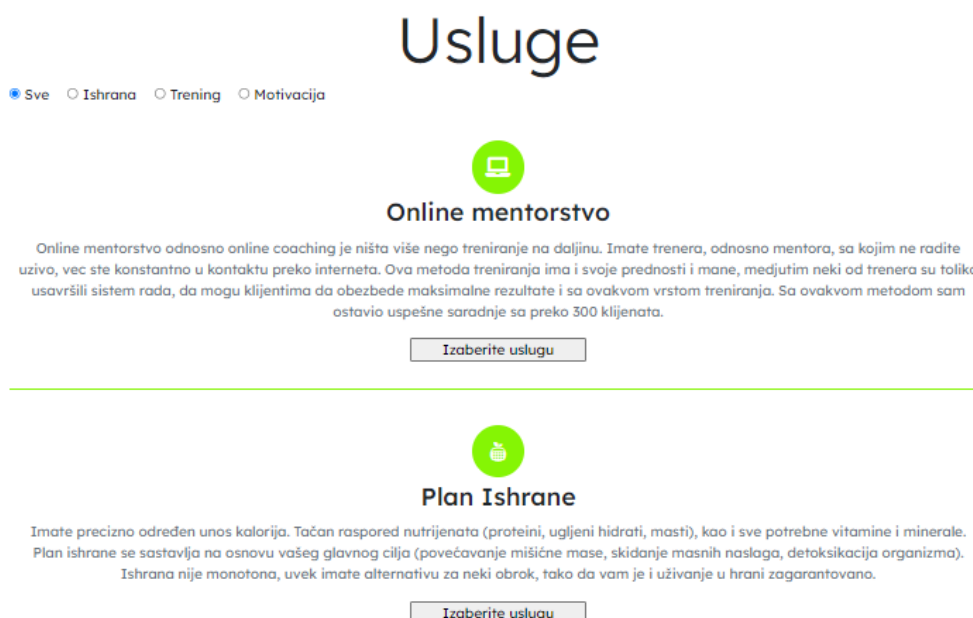 Usluge
Sve Ishrana Trening Motivacija
Online mentorstvo
Online mentorstvo odnosno online coaching je ništa više nego treniranje na daljinu. Imate trenera, odnosno mentora, sa kojim ne radite
uzivo, vec ste konstantno u kontaktu preko interneta. Ova metoda treniranja ima i svoje prednosti i mane, medjutim neki od trenera su toliko
usavršili sistem rada, da mogu klijentima da obezbede maksimalne rezultate i sa ovakvom vrstom treniranja. Sa ovakvom metodom sam
ostavio uspešne saradnje sa preko 300 klijenata.
Izaberite uslugu
Plan Ishrane
Imate precizno određen unos kalorija. Tačan raspored nutrijenata (proteini, ugljeni hidrati, masti), kao i sve potrebne vitamine i minerale.
Plan ishrane se sastavlja na osnovu vašeg glavnog cilja (povećavanje mišićne mase, skidanje masnih naslaga, detoksikacija organizma).
Ishrana nije monotona, uvek imate alternativu za neki obrok, tako da vam je i uživanje u hrani zagarantovano.
Izaberite uslugu